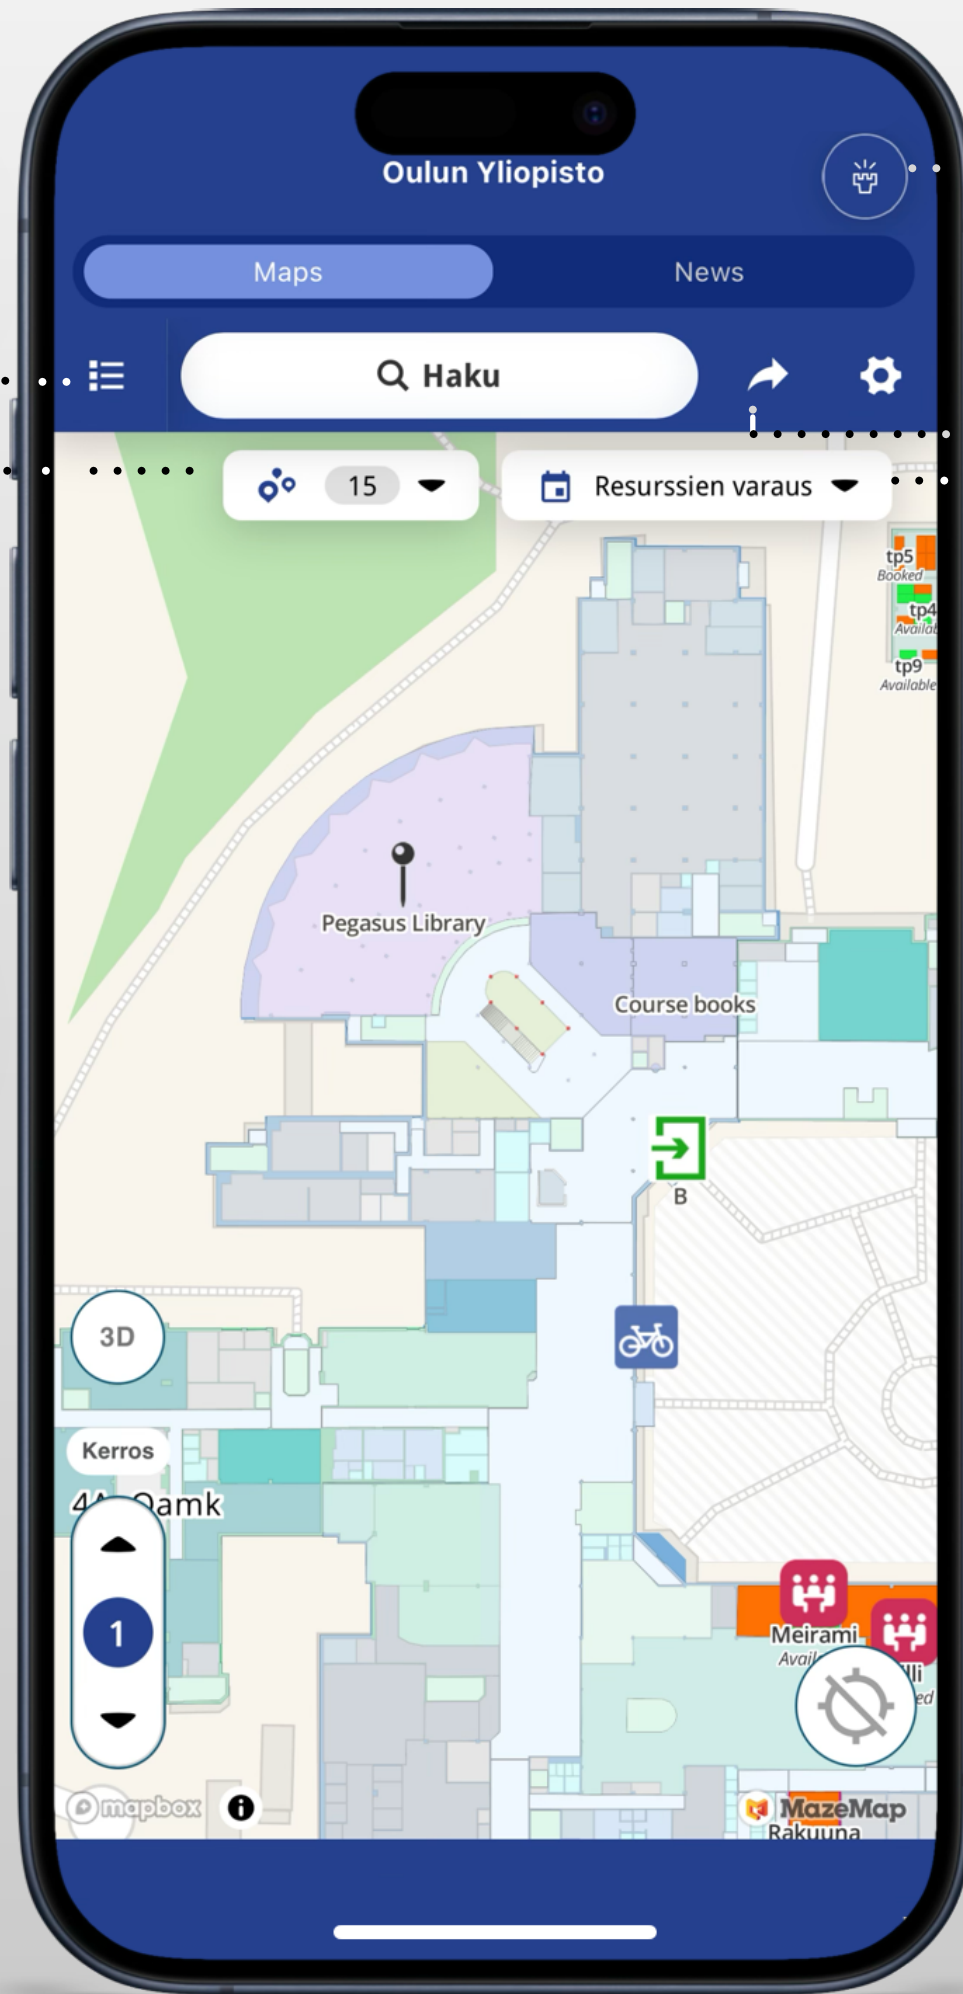 Oulun Yliopisto
Maps
News
Haku
15
Resurssien varaus
tp5
Booked
tp4
tp9
Available
Pegasus Library
Course books
B
3D
Kerros
Oamk
1
Meirami
mapbox
MazeMap
Rakuuna